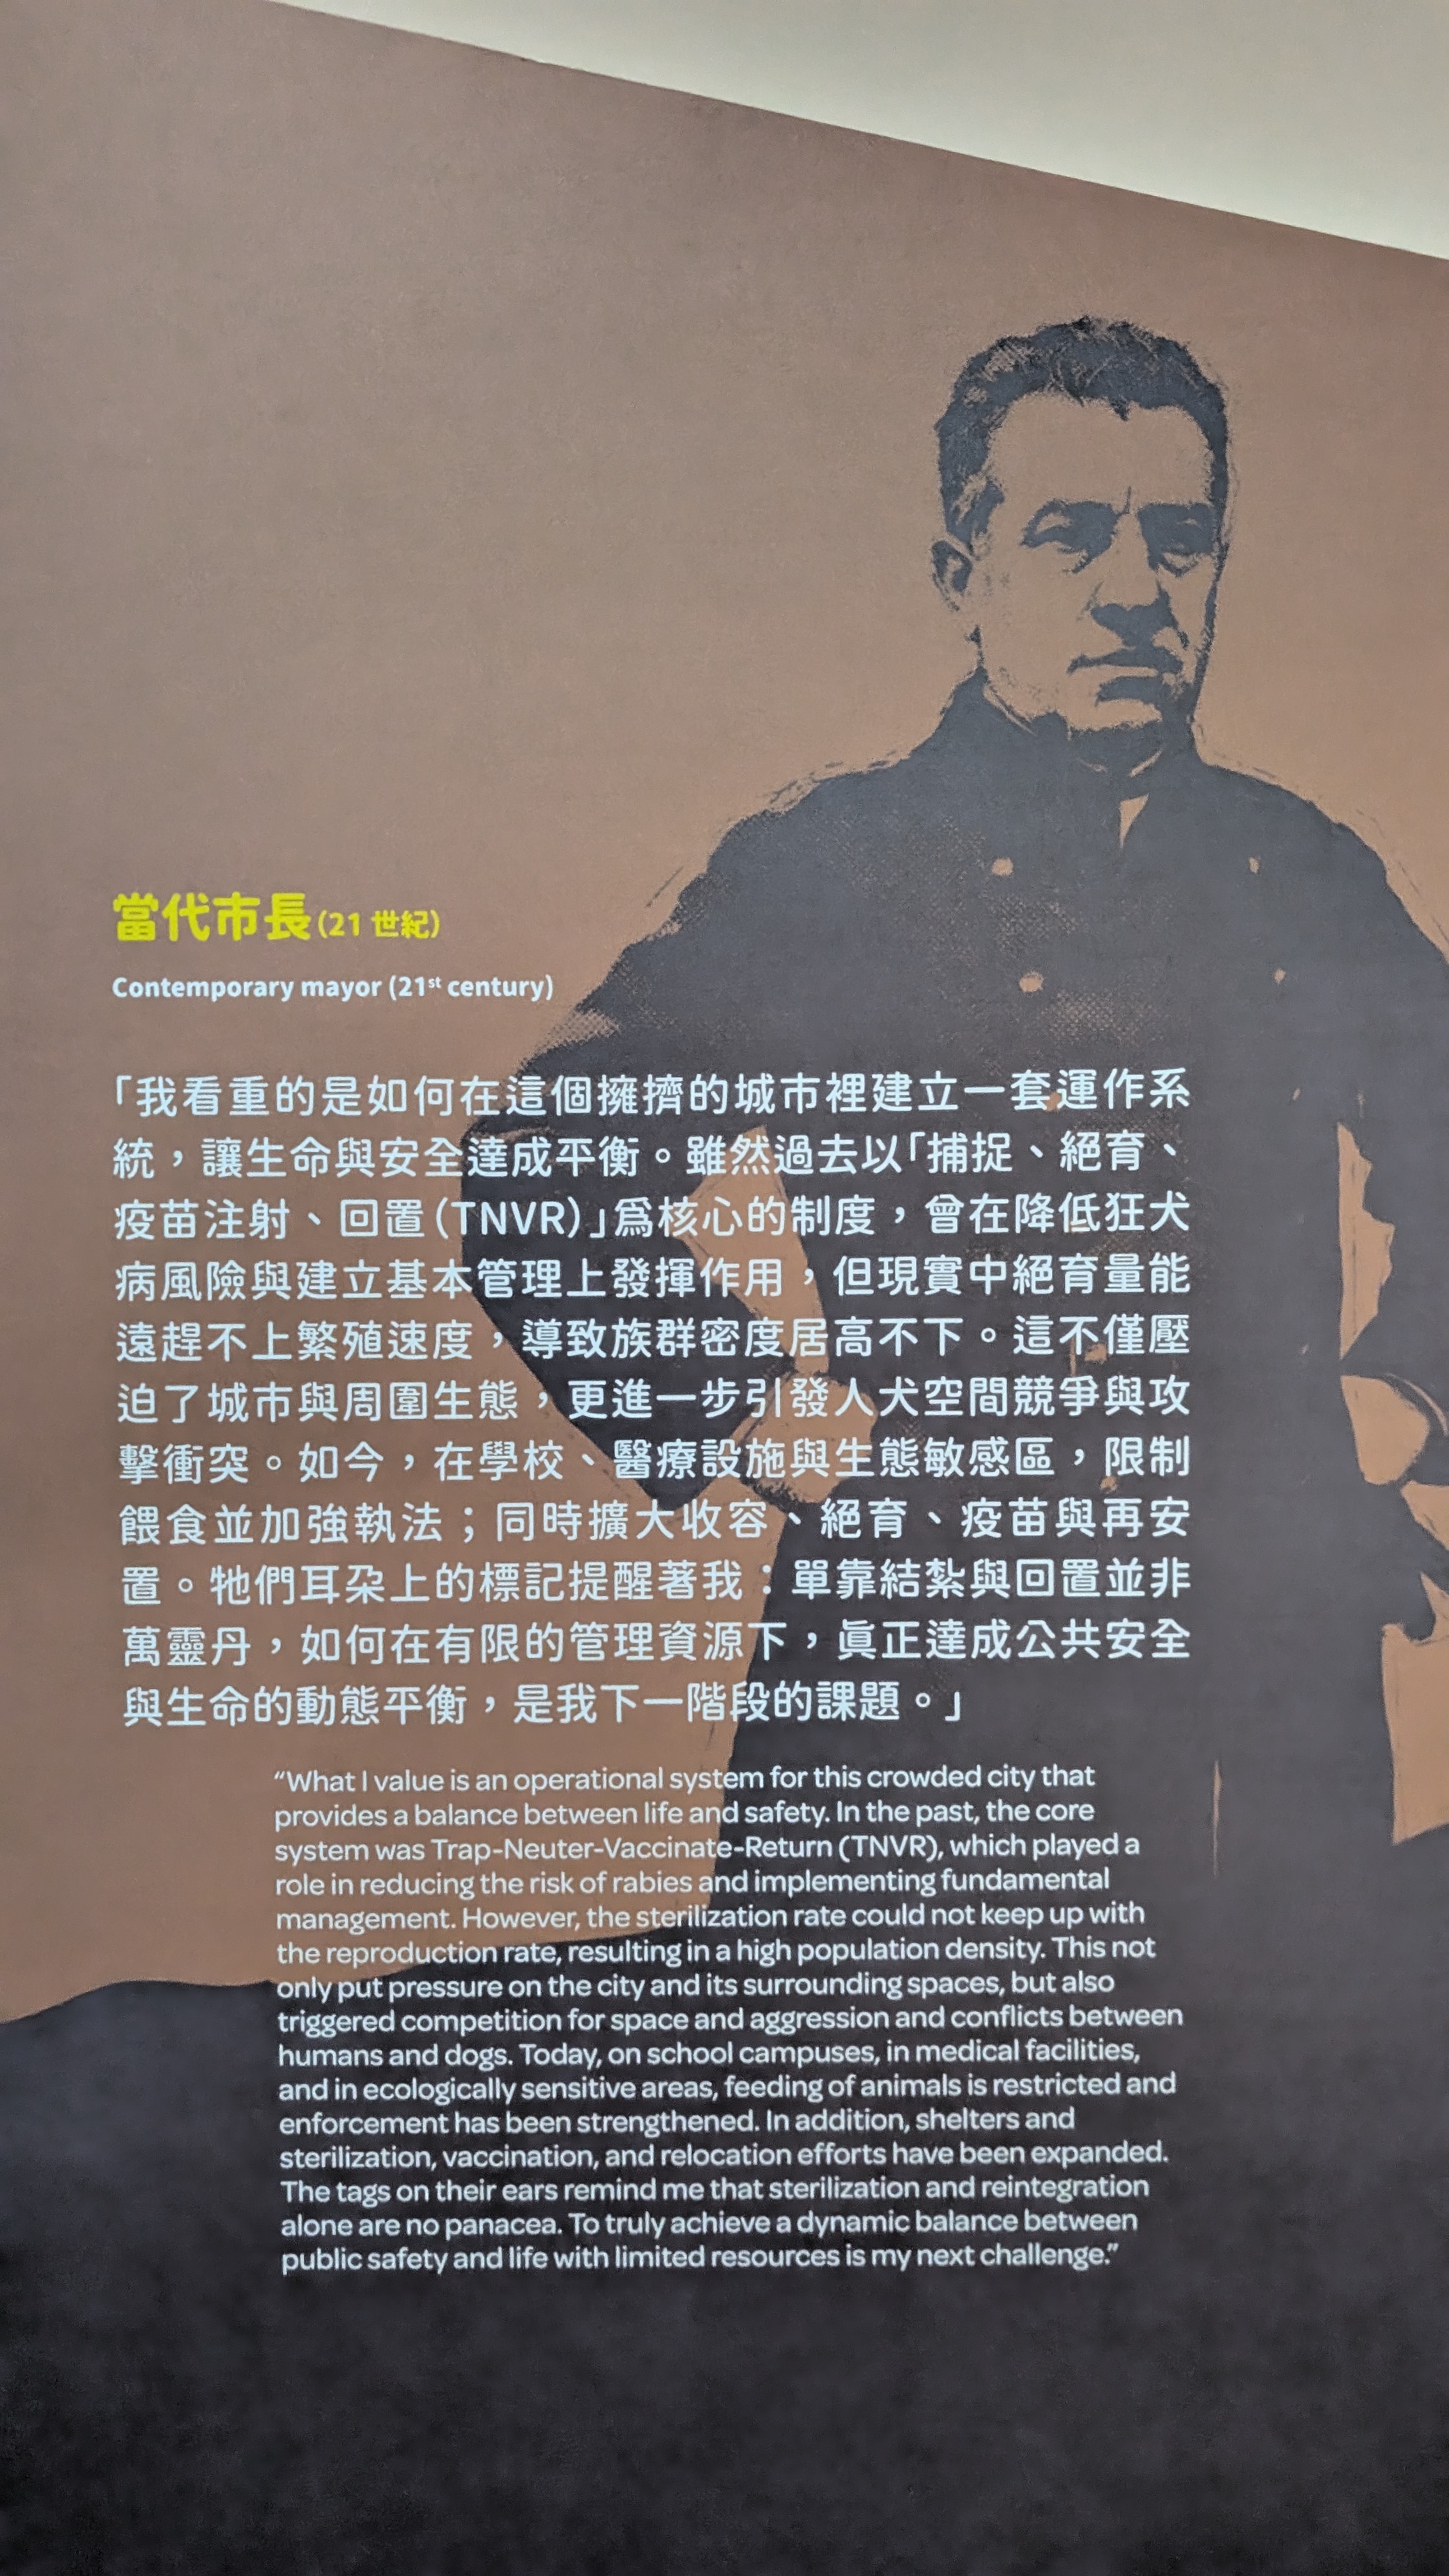 當代市長(21 世紀)
Contemporary mayor (21st century)
「我看重的是如何在這個擁擠的城市裡建立一套運作系
統，讓生命與安全達成平衡。雖然過去以「捕捉、絕育、
疫苗注射、回置(TNVR)」為核心的制度，曾在降低狂犬
病風險與建立基本管理上發揮作用，但現實中絕育量能
遠趕不上繁殖速度，導致族群密度居高不下。這不僅壓
迫了城市與周圍生態，更進一步引發人犬空間競爭與攻
擊衝突。如今，在學校、醫療設施與生態敏感區，限制
餵食並加強執法；同時擴大收容、絕育、疫苗與再安
置。牠們耳朵上的標記提醒著我：單靠結紮與回置並非
萬靈丹，如何在有限的管理資源下，真正達成公共安全
與生命的動態平衡，是我下一階段的課題。」
“What I value is an operational system for this crowded city that
provides a balance between life and safety. In the past, the core
system was Trap-Neuter-Vaccinate-Return (TNVR), which played a
role in reducing the risk of rabies and implementing fundamental
management. However, the sterilization rate could not keep up with
the reproduction rate, resulting in a high population density. This not
only put pressure on the city and its surrounding spaces, but also
triggered competition for space and aggression and conflicts between
humans and dogs. Today, on school campuses, in medical facilities,
and in ecologically sensitive areas, feeding of animals is restricted and
enforcement has been strengthened. In addition, shelters and
sterilization, vaccination, and relocation efforts have been expanded.
The tags on their ears remind me that sterilization and reintegration
alone are no panacea. To truly achieve a dynamic balance between
public safety and life with limited resources is my next challenge.”